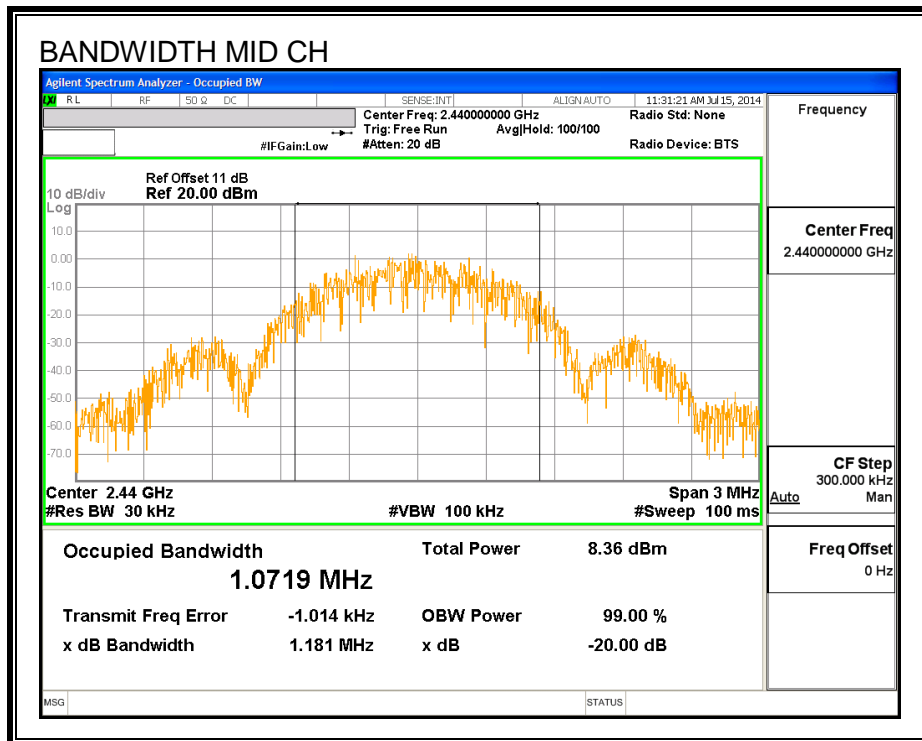 BANDWIDTH MID CH
Agilent Spectrum Analyzer - Occupied BW
LXI RL RF 50 Ω DC SENSE:INT ALIGN AUTO 11:31:21 AM Jul 15, 2014
Center Freq: 2.440000000 GHz Radio Std: None
Trig: Free Run Avg|Hold: 100/100
#IFGain:Low #Atten: 20 dB Radio Device: BTS
Frequency
Ref Offset 11 dB
10 dB/div Ref 20.00 dBm
Log
10.0
0.00
-10.0
-20.0
-30.0
-40.0
-50.0
-60.0
-70.0
Center 2.44 GHz Span 3 MHz
#Res BW 30 kHz #VBW 100 kHz #Sweep 100 ms
Center Freq
2.440000000 GHz
CF Step
300.000 kHz
Auto Man
Freq Offset
0 Hz
Occupied Bandwidth Total Power 8.36 dBm
1.0719 MHz
Transmit Freq Error -1.014 kHz OBW Power 99.00 %
x dB Bandwidth 1.181 MHz x dB -20.00 dB
MSG STATUS